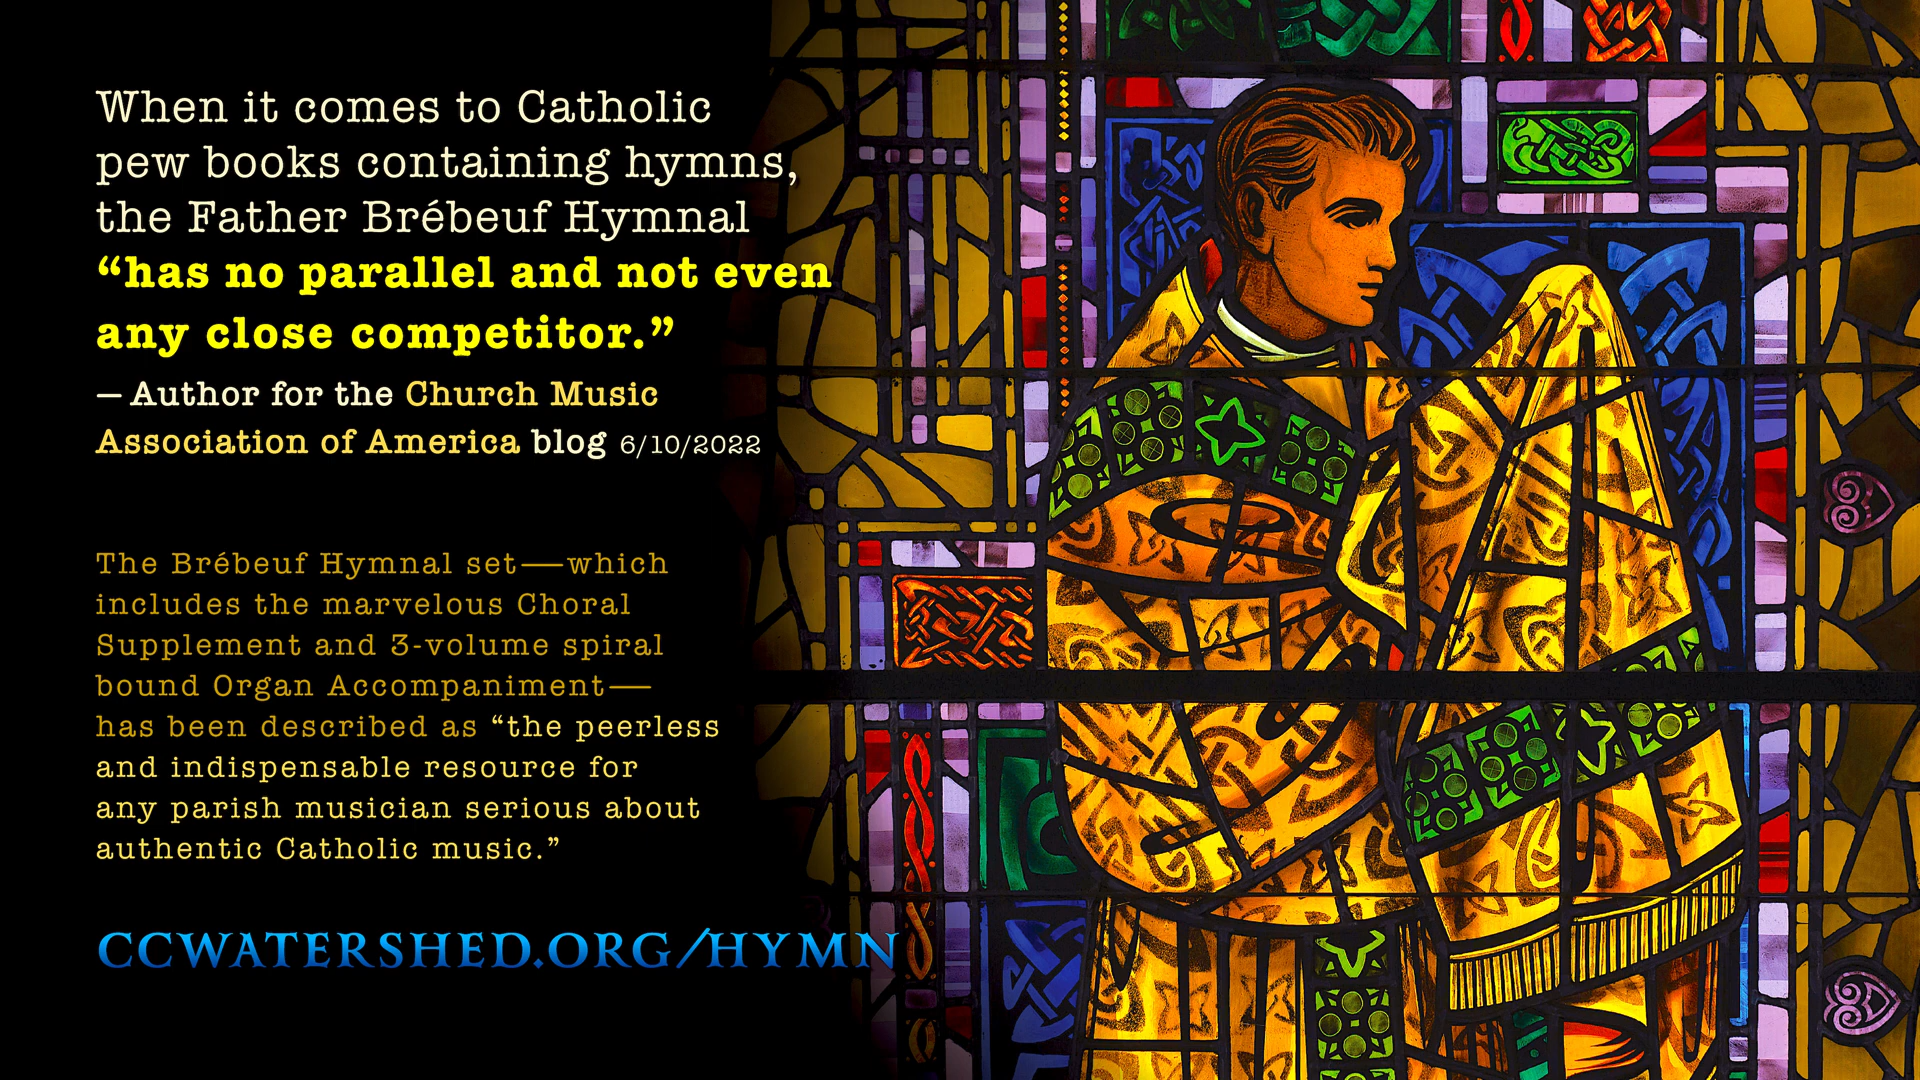 When it comes to Catholic
pew books containing hymns,
the Father Brébeuf Hymnal
“has no parallel and not even
any close competitor.”
— Author for the Church Music
Association of America blog 6/10/2022
The Brébeuf Hymnal set—which
includes the marvelous Choral
Supplement and 3-volume spiral
bound Organ Accompaniment—
has been described as “the peerless
and indispensable resource for
any parish musician serious about
authentic Catholic music.”
CCWATERSHED.ORG/HYMN